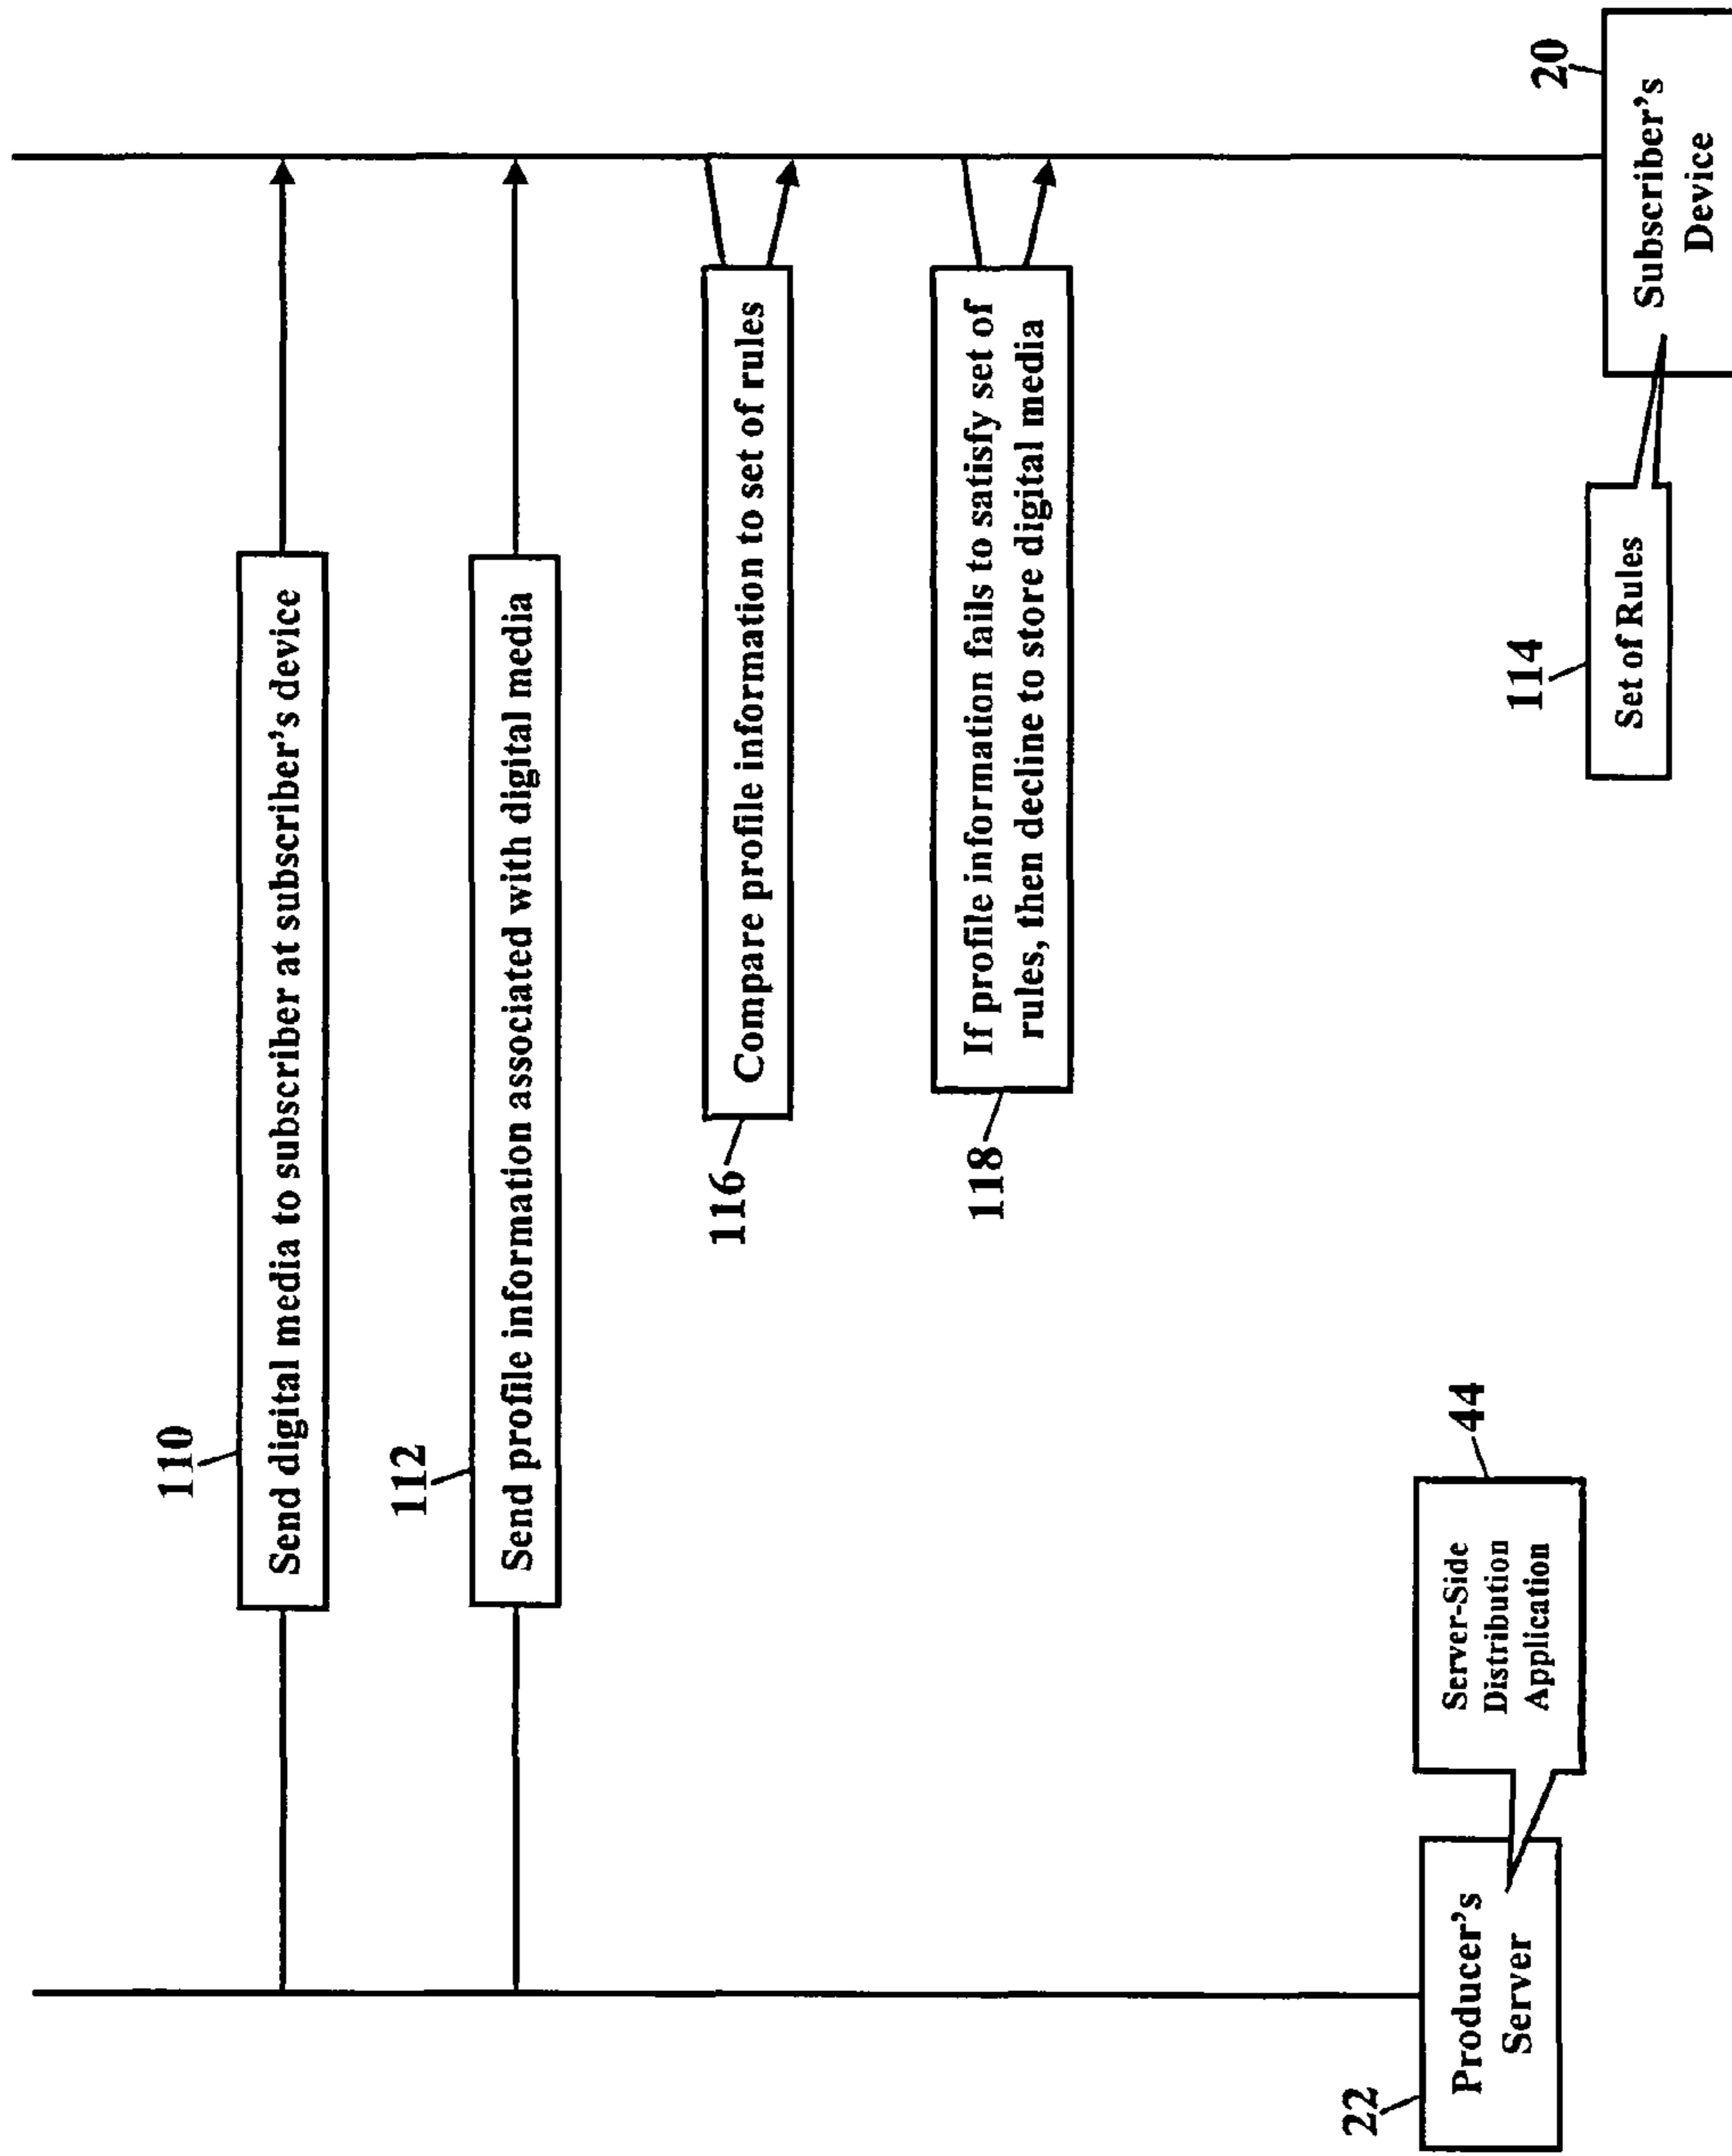 110
Send digital media to subscriber at subscriber's device
112
Send profile information associated with digital media
116
Compare profile information to set of rules
118
If profile information fails to satisfy set of
rules, then decline to store digital media
22
Producer's
Server
44
Server-Side
Distribution
Application
114
Set of Rules
20
Subscriber's
Device